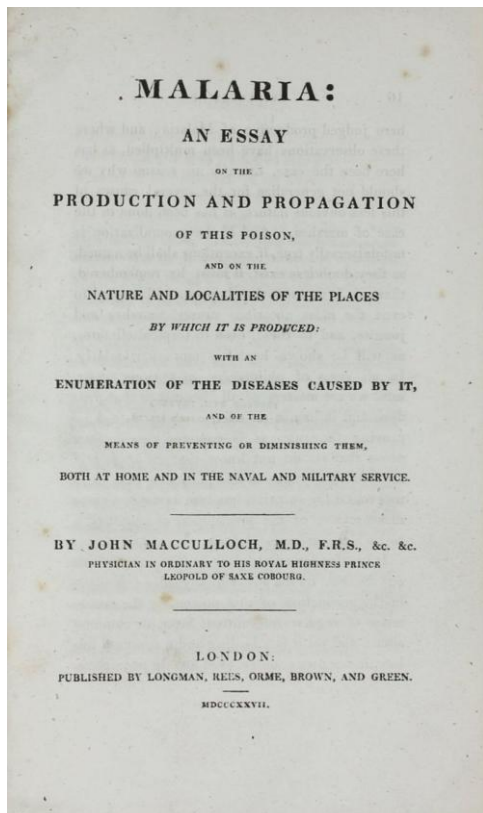 MALARIA:
AN ESSAY
ON THE
PRODUCTION AND PROPAGATION
OF THIS POISON,
AND ON THE
NATURE AND LOCALITIES OF THE PLACES
BY WHICH IT IS PRODUCED:
WITH AN
ENUMERATION OF THE DISEASES CAUSED BY IT,
AND OF THE
MEANS OF PREVENTING OR DIMINISHING THEM,
BOTH AT HOME AND IN THE NAVAL AND MILITARY SERVICE.
BY JOHN MACCULLOCH, M.D., F.R.S., &c. &c.
PHYSICIAN IN ORDINARY TO HIS ROYAL HIGHNESS PRINCE
LEOPOLD OF SAXE COBOURG.
LONDON:
PUBLISHED BY LONGMAN, REES, ORME, BROWN, AND GREEN.
MDCCCXXVII.